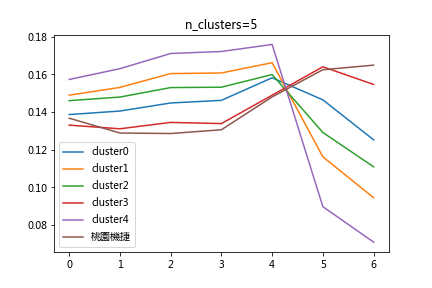 n_clusters=5
0.18
0.16
0.14
0.12
0.10
0.08
cluster0
cluster1
cluster2
cluster3
cluster4
桃園機捷
0 1 2 3 4 5 6